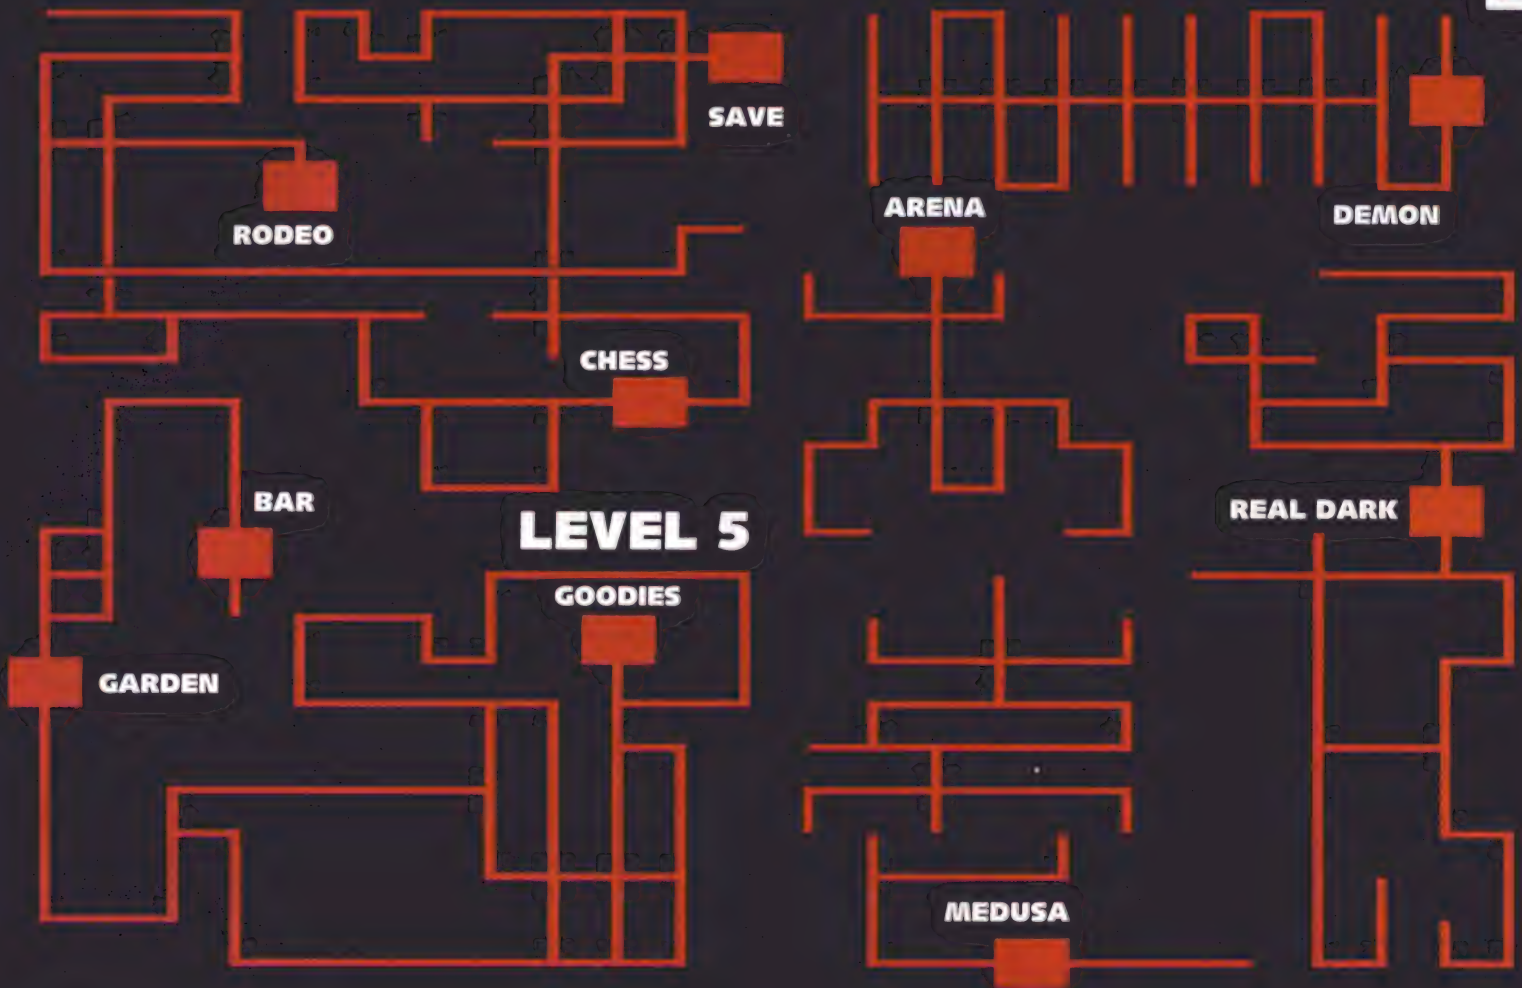 SAVE
RODEO
ARENA
DEMON
CHESS
BAR
REAL DARK
LEVEL 5
GOODIES
GARDEN
MEDUSA